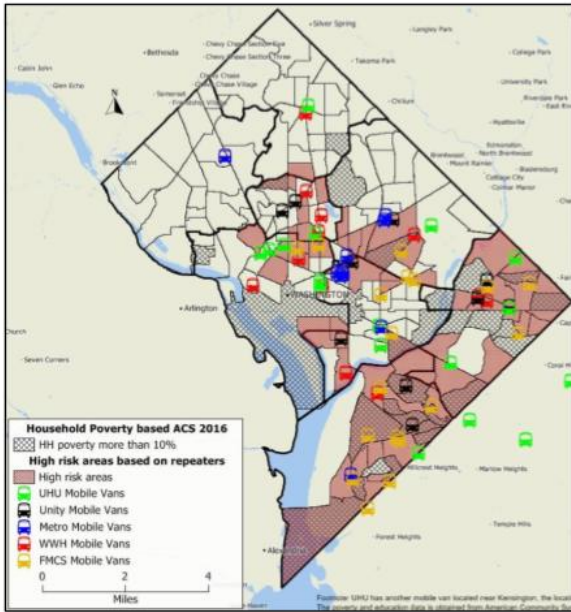 Silver Spring
Langley Park
Chevy Chase Section Five
Bethesda
Chevy Chase Section Three
College Park
Cabin John
Takoma Park
Chevy Chase
Glen Echo
Chevy Chase Village
University Park
Somerset
Friendship Village
Chillum
Riverdale Park
East River
N
Hyattsville
Edmonston
Brentwood
North Brentwood
Brookmont
Mount Rainier
Bladensburg
Cottage City
Colmar Manor
WASHINGTON
Arlington
Church
Seven Corners
Coral Hills
Household Poverty based ACS 2016
HH poverty more than 10%
High risk areas based on repeaters
High risk areas
UHU Mobile Vans
Unity Mobile Vans
Metro Mobile Vans
WWH Mobile Vans
FMCS Mobile Vans
Hillcrest Heights
Marlow Heights
Temple Hills
Forest Heights
Alexandria
0 2 4
Miles
Footnote: UHU has another mobile van located near Kensington, the locat
The poverty and education data is obtained from American Community